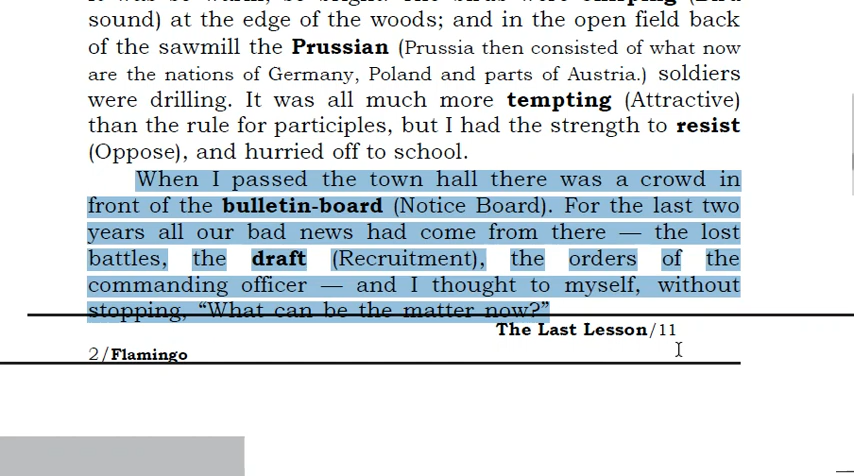 sound) at the edge of the woods; and in the open field back
of the sawmill the Prussian (Prussia then consisted of what now
are the nations of Germany, Poland and parts of Austria.) soldiers
were drilling. It was all much more tempting (Attractive)
than the rule for participles, but I had the strength to resist
(Oppose), and hurried off to school.
When I passed the town hall there was a crowd in
front of the bulletin-board (Notice Board). For the last two
years all our bad news had come from there — the lost
battles, the draft (Recruitment), the orders of the
commanding officer — and I thought to myself, without
stopping, “What can be the matter now?”
The Last Lesson/11
2/Flamingo